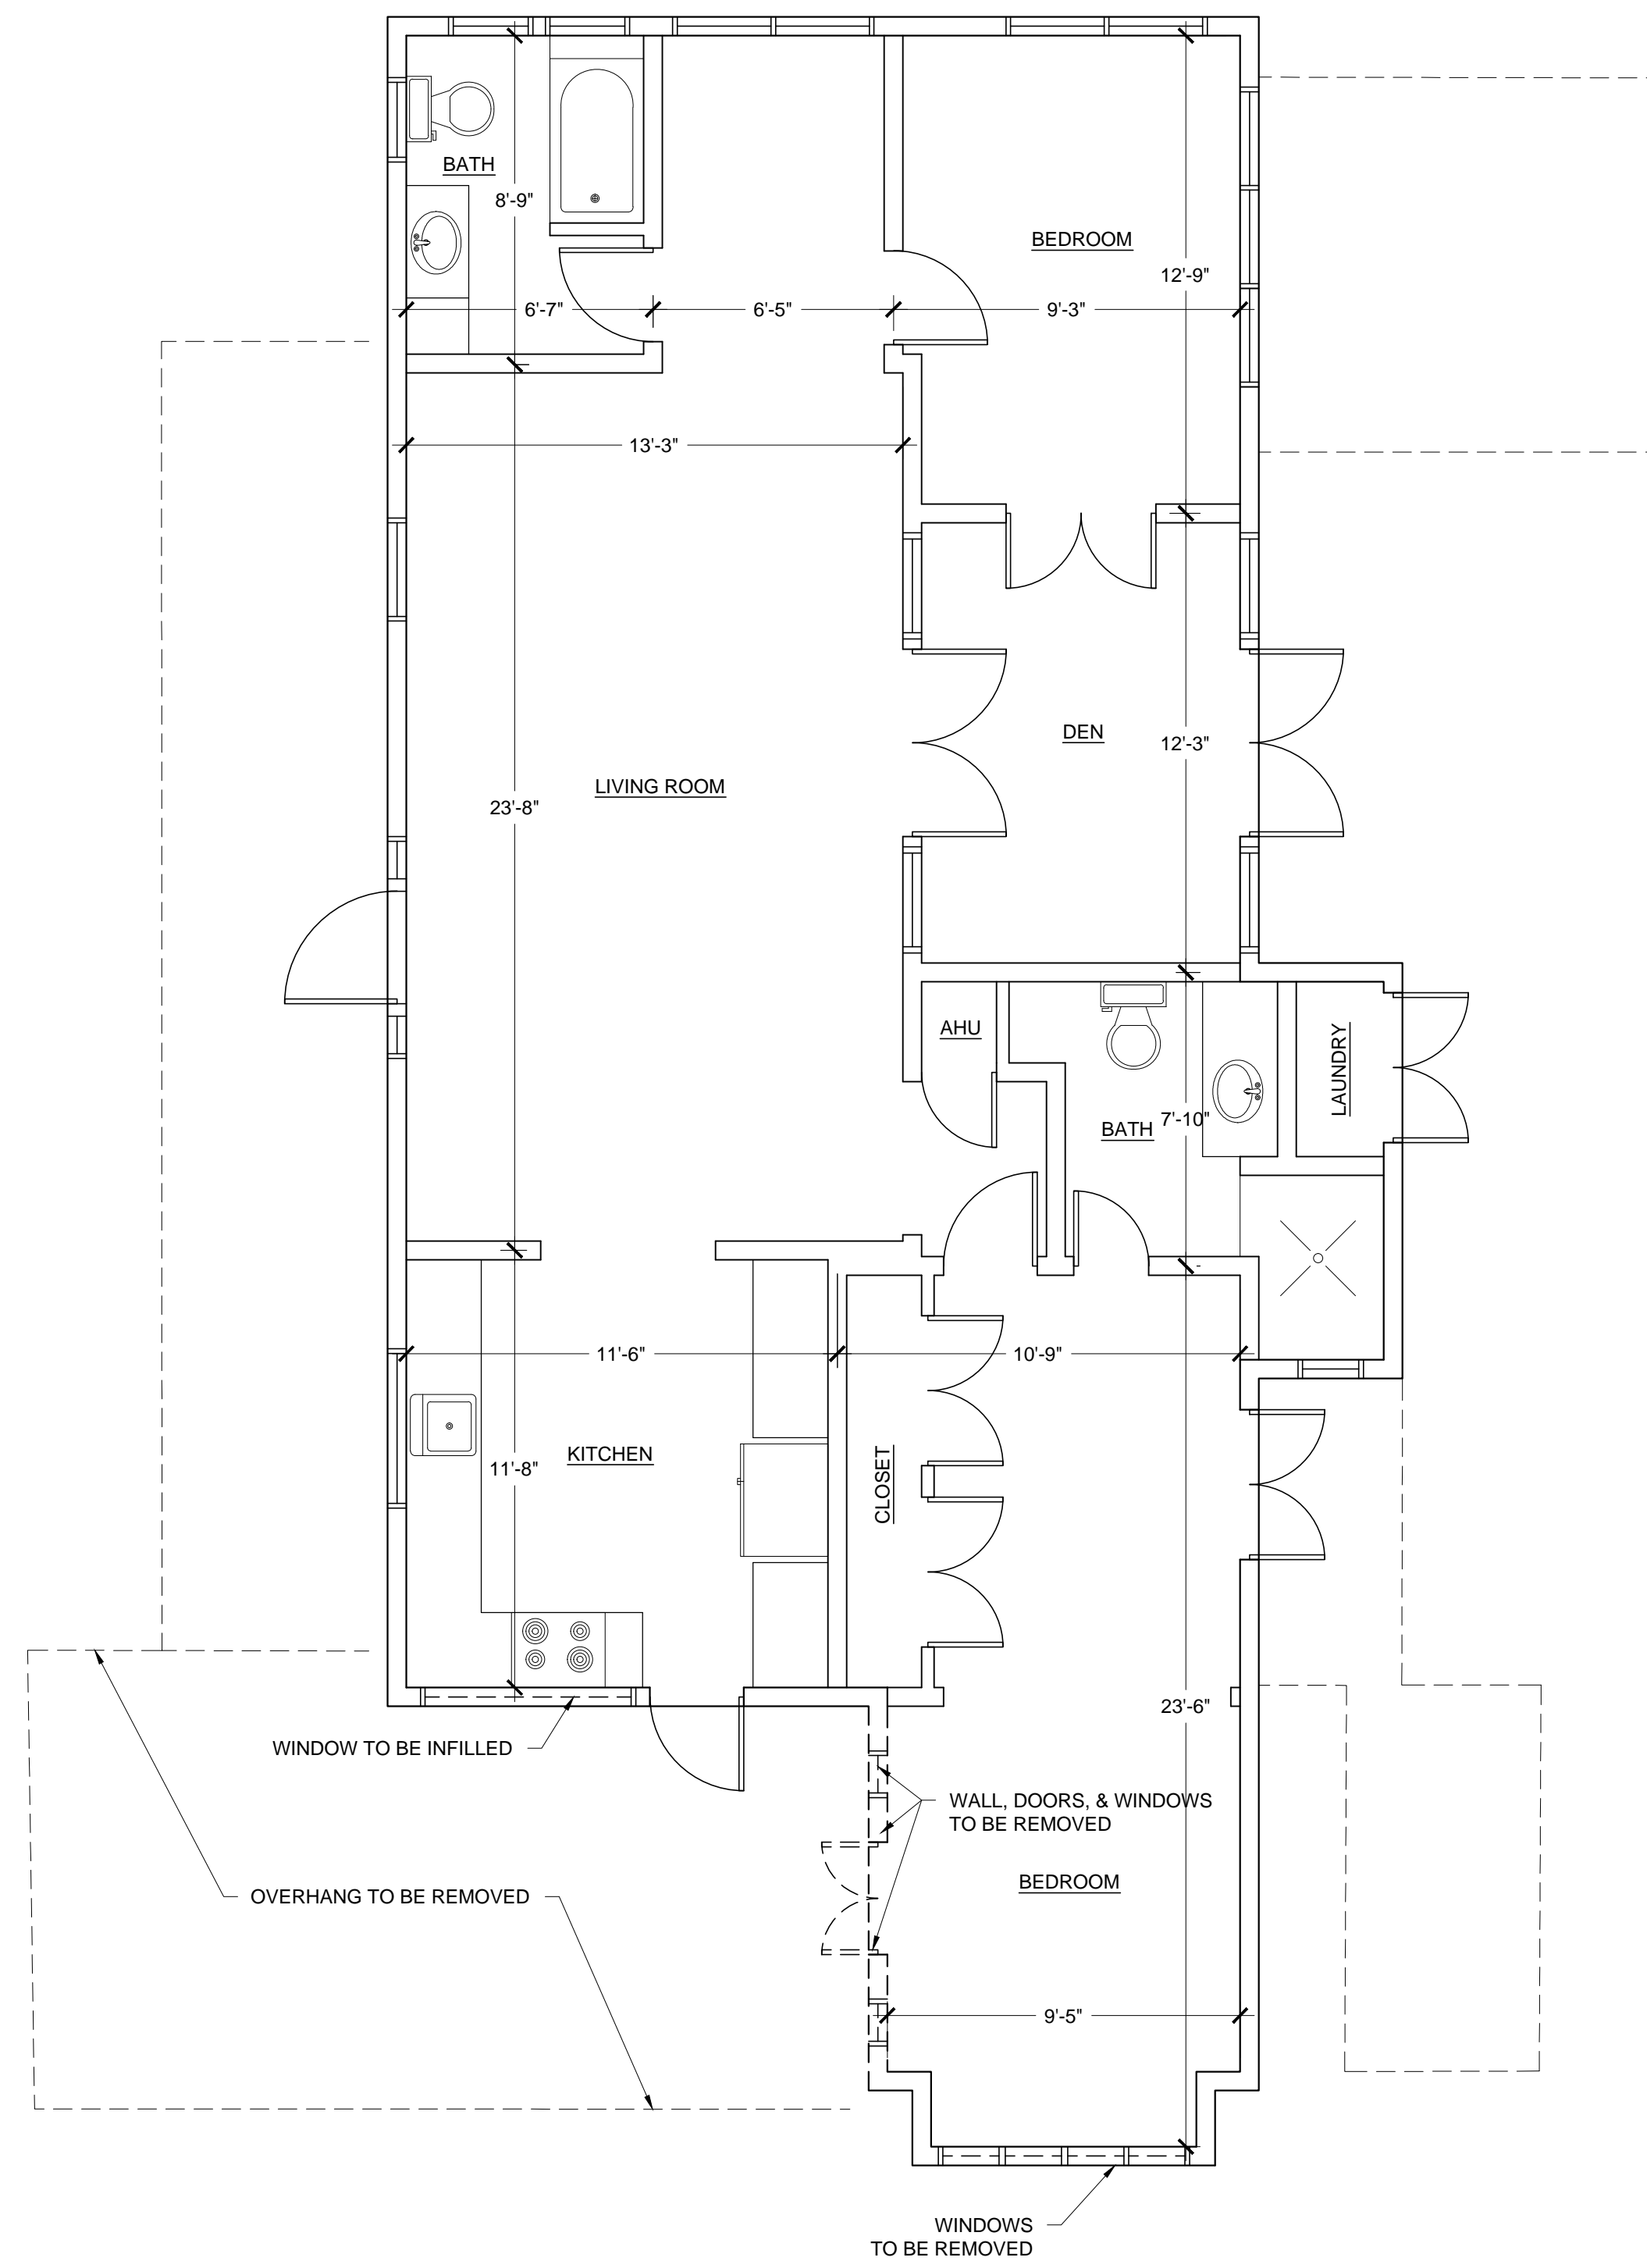 BATH
8'-9"
BEDROOM
12'-9"
6'-7"
6'-5"
9'-3"
13'-3"
DEN
12'-3"
LIVING ROOM
23'-8"
AHU
LAUNDRY
BATH
7'-10"
11'-6"
10'-9"
KITCHEN
11'-8"
CLOSET
23'-6"
WINDOW TO BE INFILLED
WALL, DOORS, & WINDOWS
TO BE REMOVED
BEDROOM
OVERHANG TO BE REMOVED
9'-5"
WINDOWS
TO BE REMOVED